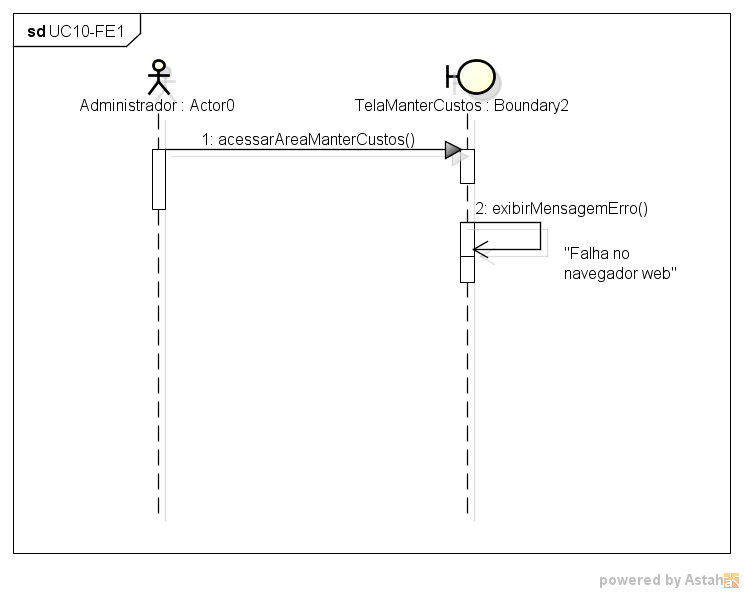 sd UC10-FE1
Administrador : Actor0
TelaManterCustos : Boundary2
1: acessarAreaManterCustos()
2: exibirMensagemErro()
"Falha no
navegador web"
powered by Astah